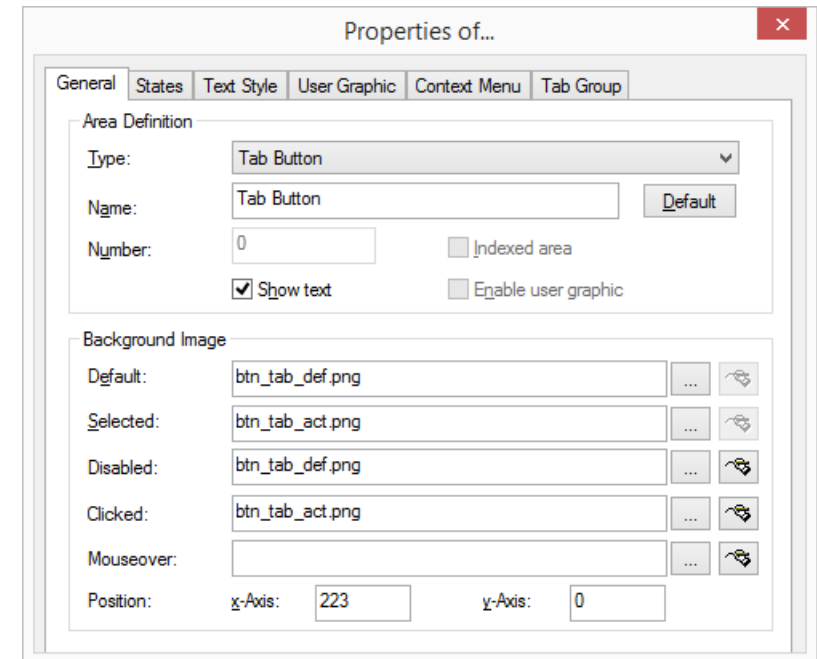 Properties of...
General States Text Style User Graphic Context Menu Tab Group
Area Definition
Type: Tab Button
Name: Tab Button Default
Number: 0 Indexed area
Show text Enable user graphic
Background Image
Default: btn_tab_def.png ...
Selected: btn_tab_act.png ...
Disabled: btn_tab_def.png ...
Clicked: btn_tab_act.png ...
Mouseover: ...
Position: x-Axis: 223 y-Axis: 0